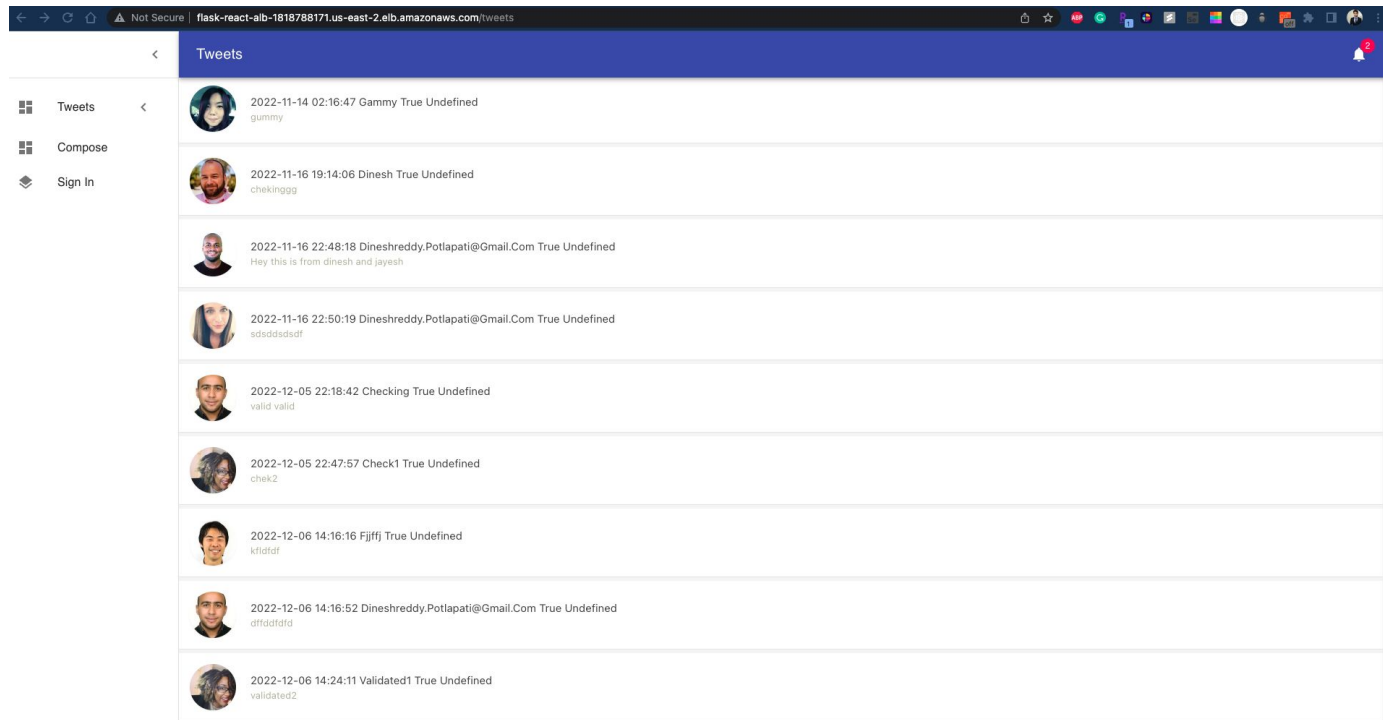 Not Secure | flask-react-alb-1818788171.us-east-2.elb.amazonaws.com/tweets
Tweets
2
Tweets
Compose
Sign In
2022-11-14 02:16:47 Gammy True Undefined
gummy
2022-11-16 19:14:06 Dinesh True Undefined
chekinggg
2022-11-16 22:48:18 Dineshreddy.Potlapati@Gmail.Com True Undefined
Hey this is from dinesh and jayesh
2022-11-16 22:50:19 Dineshreddy.Potlapati@Gmail.Com True Undefined
sdsddsdsdf
2022-12-05 22:18:42 Checking True Undefined
valid valid
2022-12-05 22:47:57 Check1 True Undefined
chek2
2022-12-06 14:16:16 Fjjffj True Undefined
kfldfdf
2022-12-06 14:16:52 Dineshreddy.Potlapati@Gmail.Com True Undefined
dffddfdfd
2022-12-06 14:24:11 Validated1 True Undefined
validated2